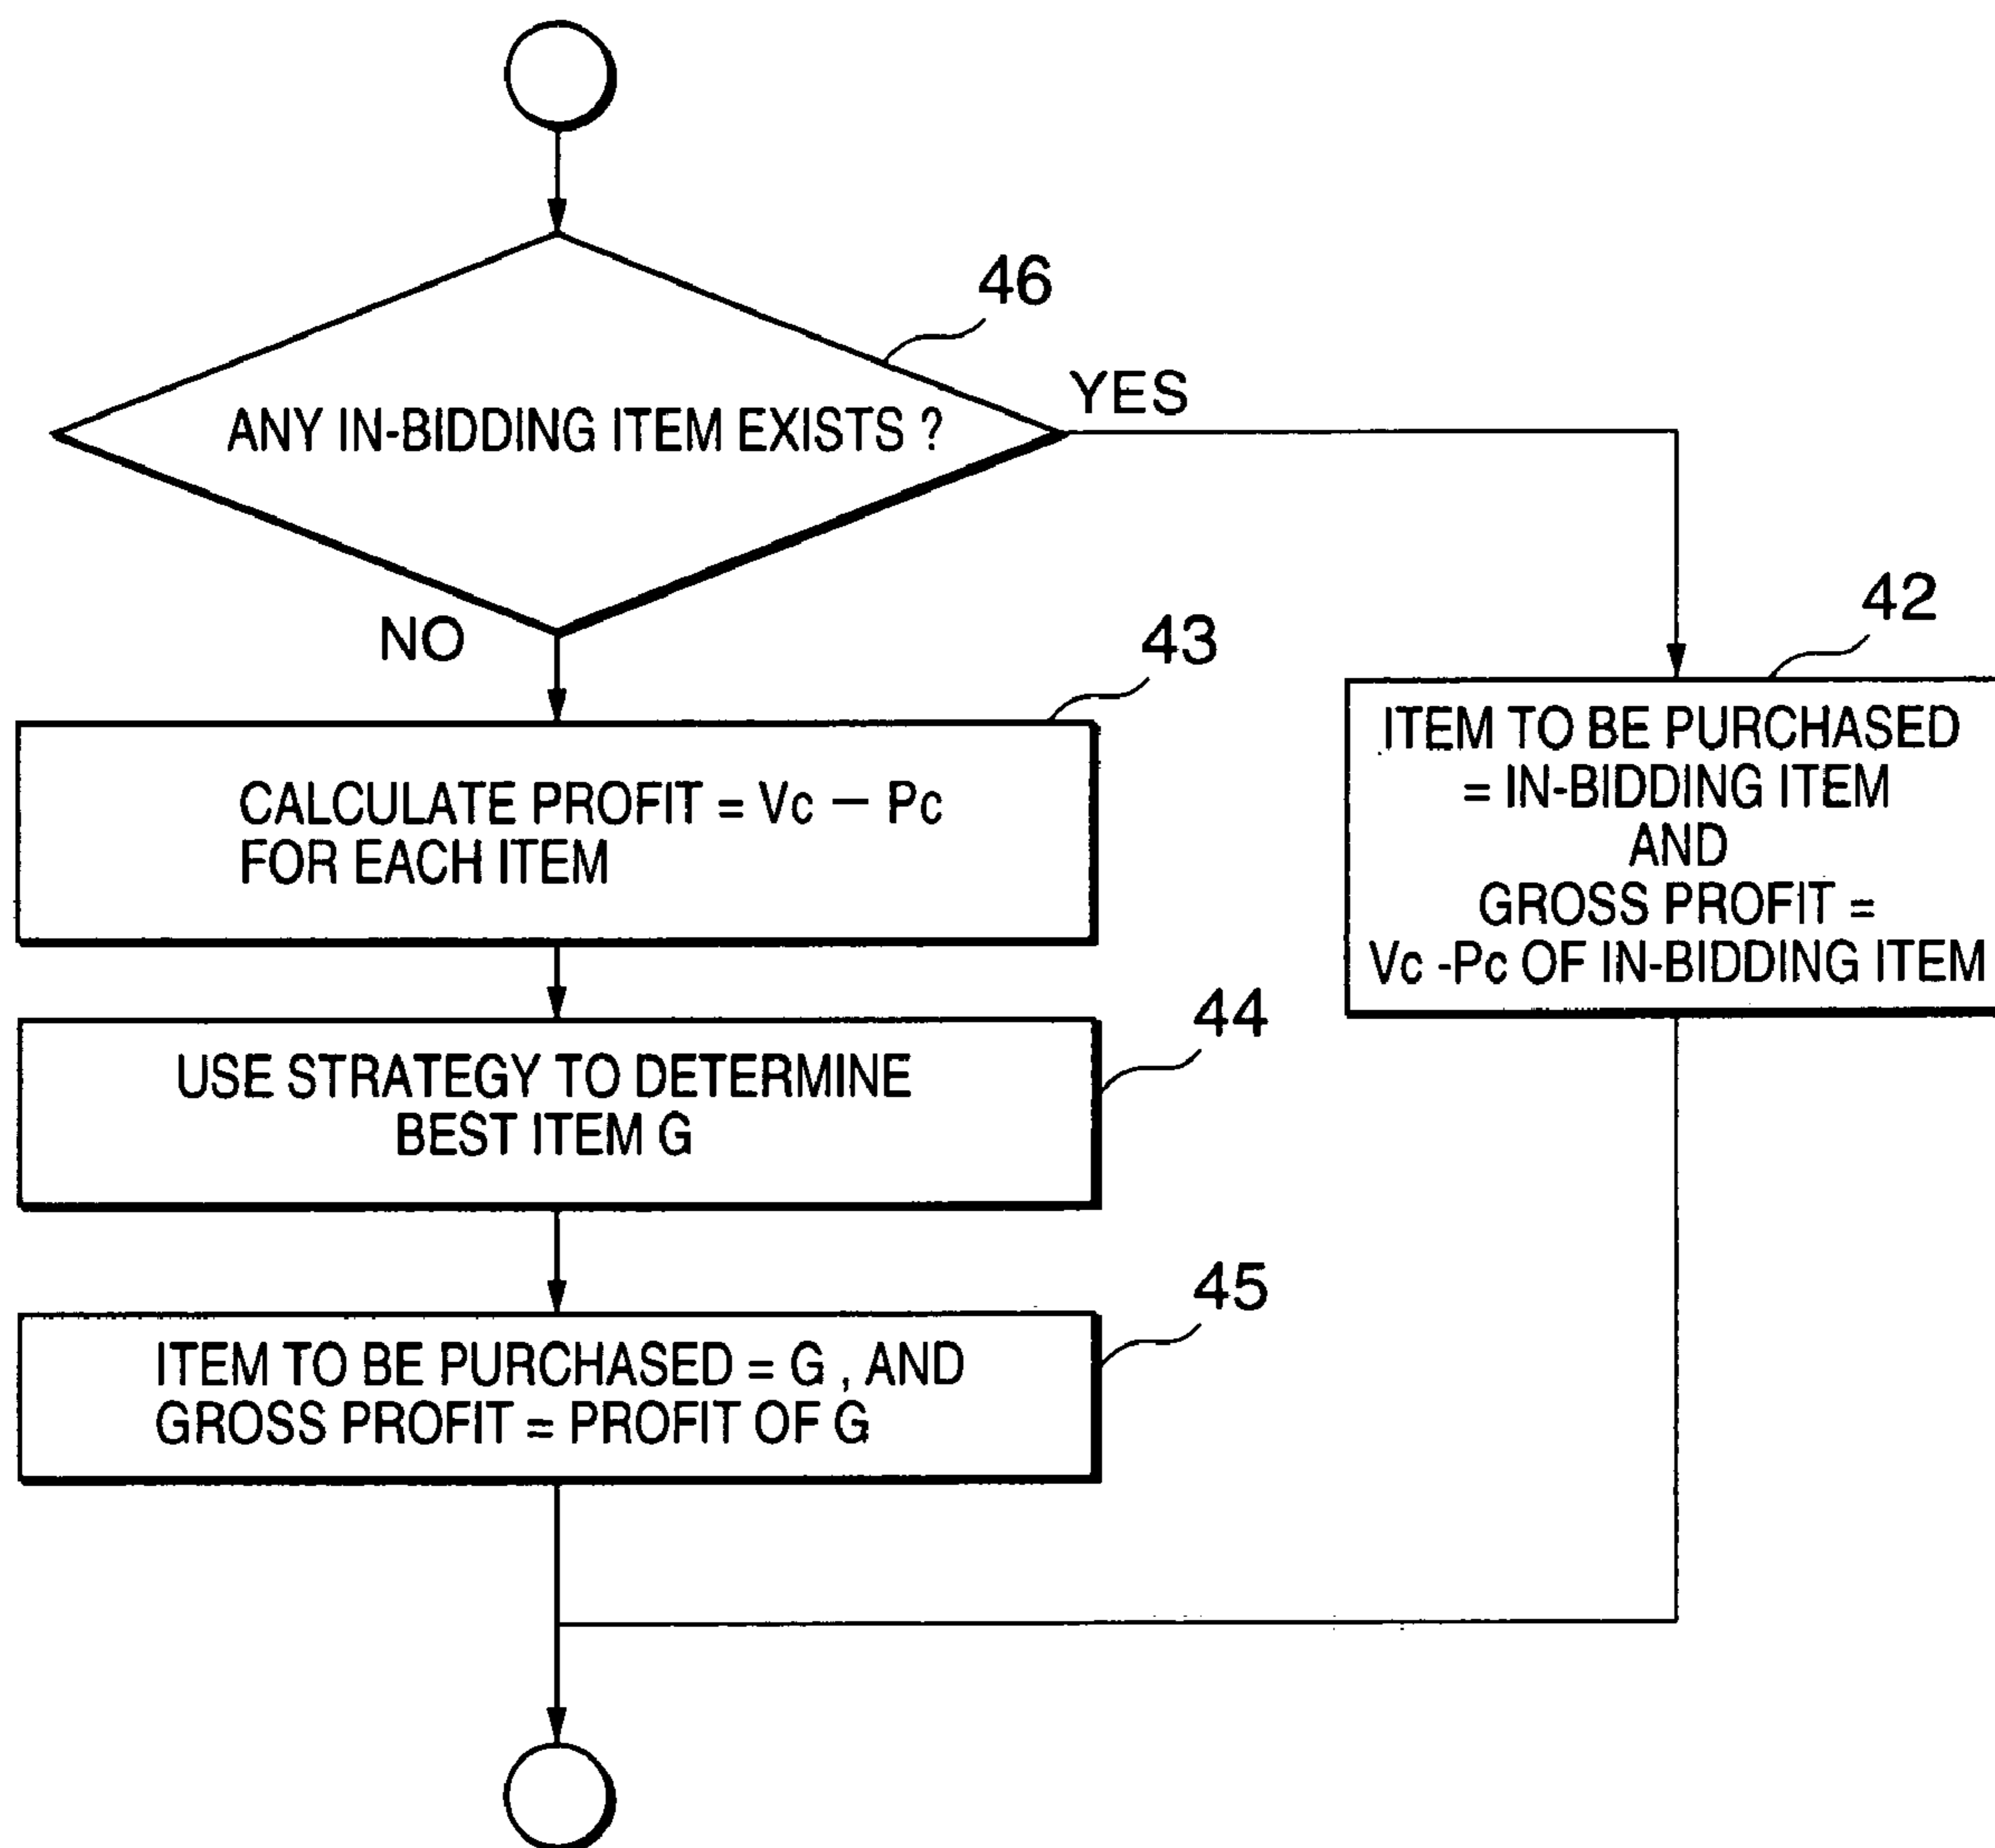 46
ANY IN-BIDDING ITEM EXISTS ?
YES
NO
43
CALCULATE PROFIT = Vc — Pc
FOR EACH ITEM
42
ITEM TO BE PURCHASED
= IN-BIDDING ITEM
AND
GROSS PROFIT =
Vc -Pc OF IN-BIDDING ITEM
44
USE STRATEGY TO DETERMINE
BEST ITEM G
45
ITEM TO BE PURCHASED = G , AND
GROSS PROFIT = PROFIT OF G